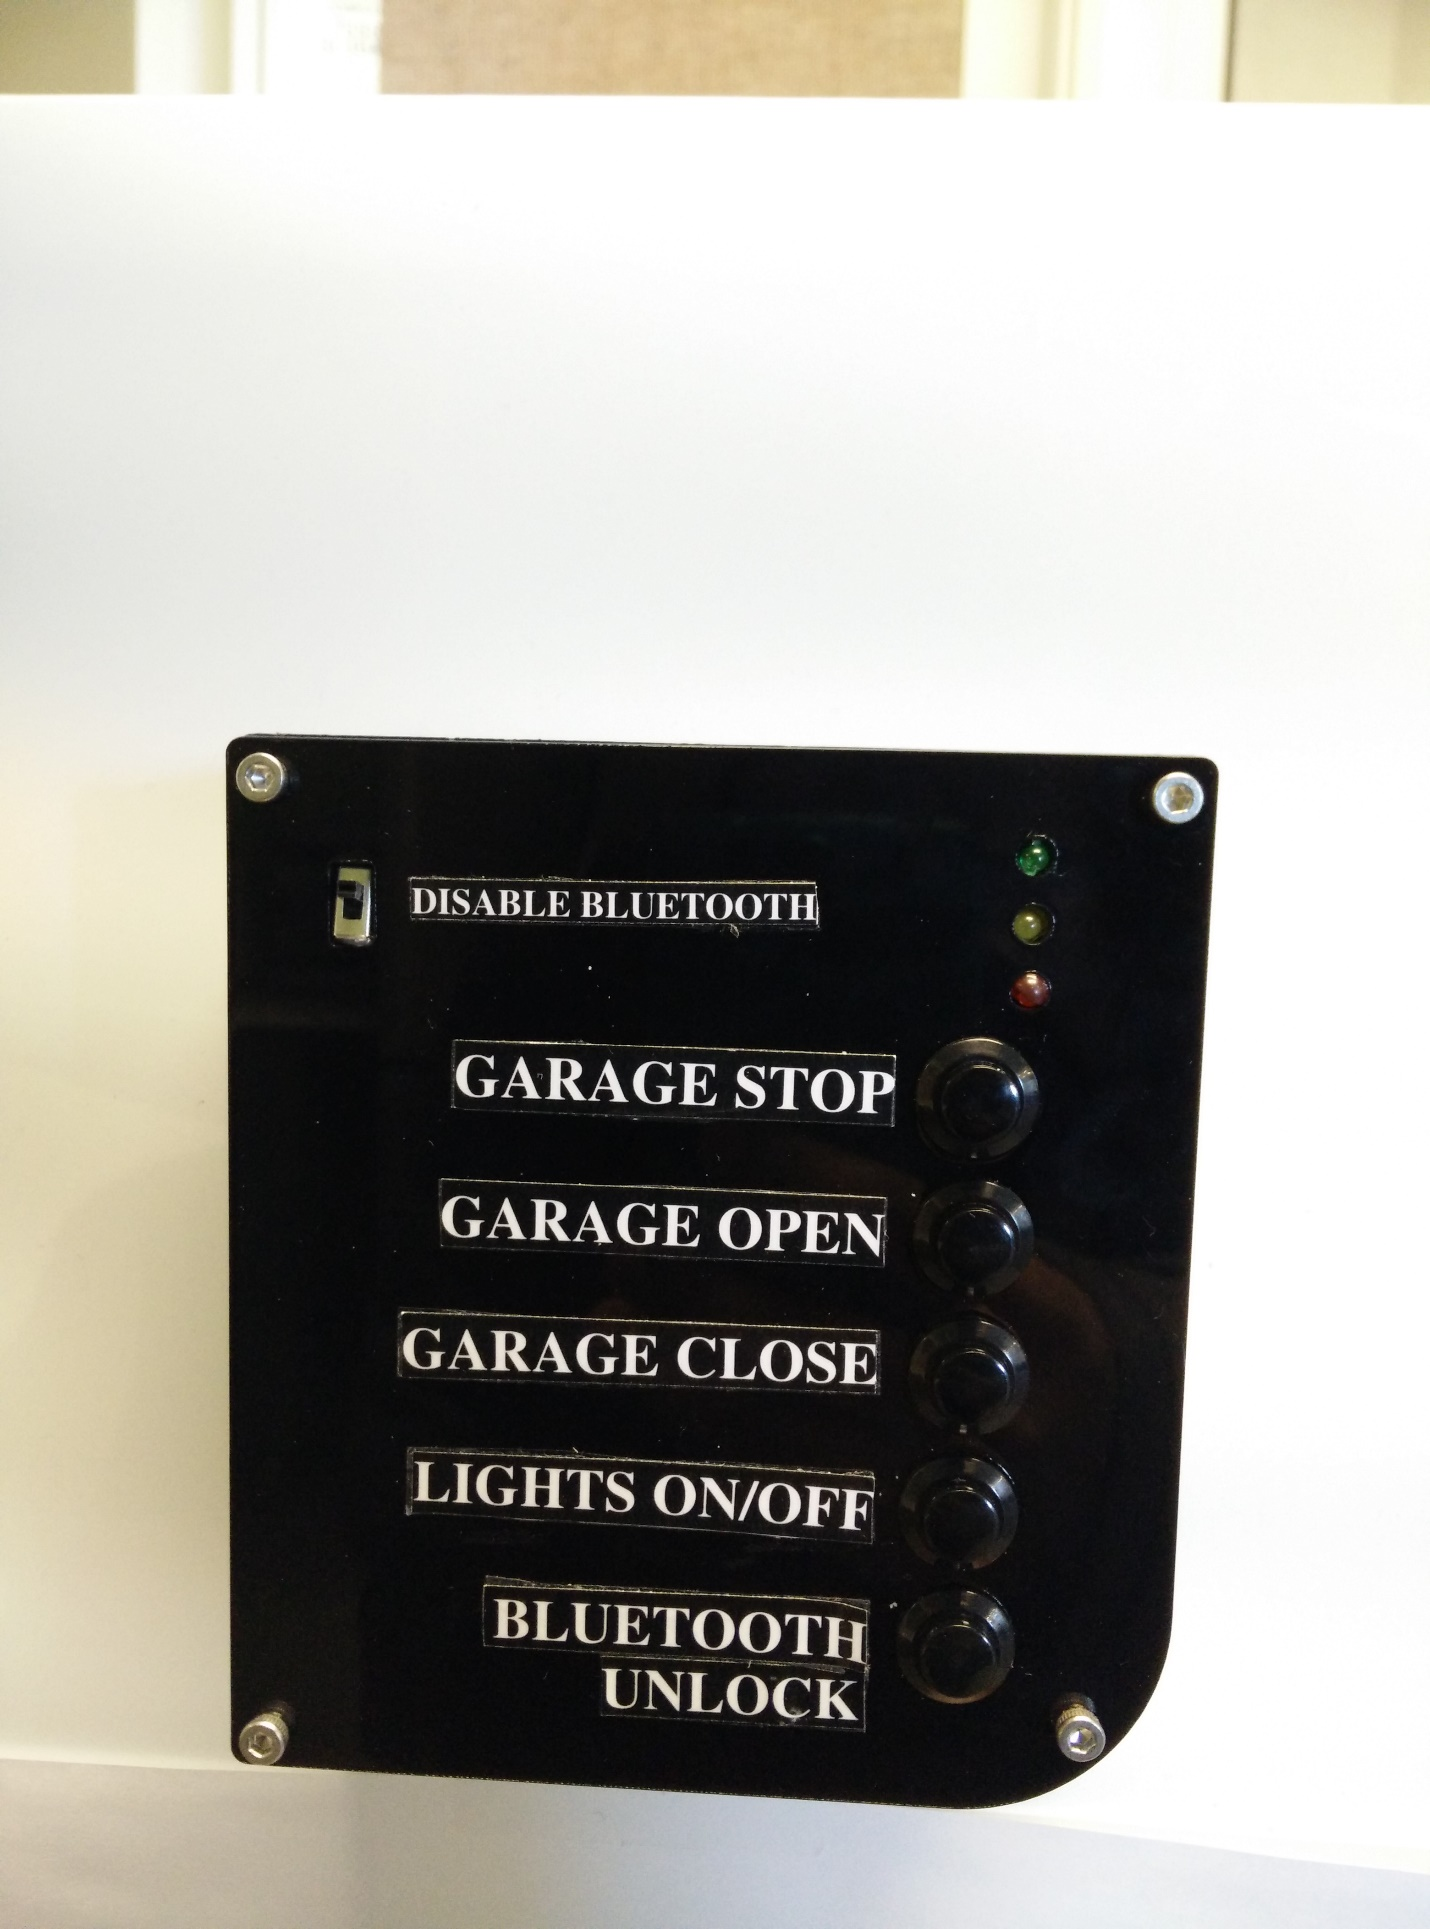 DISABLE BLUETOOTH
GARAGE STOP
GARAGE OPEN
GARAGE CLOSE
LIGHTS ON/OFF
BLUETOOTH
UNLOCK